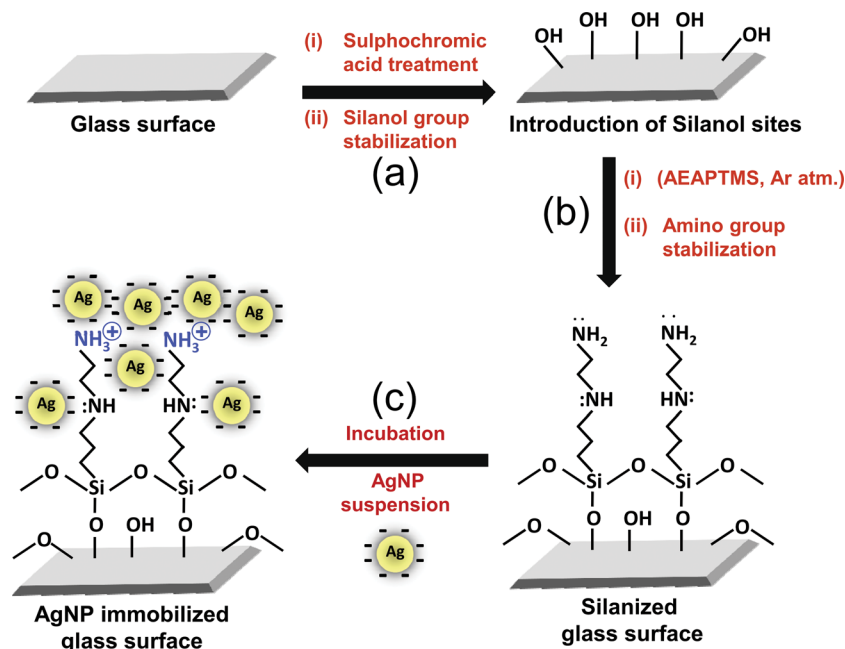 (i) Sulphochromic
acid treatment
(ii) Silanol group
stabilization
(a)
Glass surface
OH
OH
OH
OH
OH
Introduction of Silanol sites
(b)
(i) (AEAPTMS, Ar atm.)
(ii) Amino group
stabilization
NH2
NH2
:NH
HN:
O
O
O
Si
Si
O
OH
O
O
O
Silanized
glass surface
(c)
Incubation
AgNP
suspension
Ag
Ag
Ag
Ag
Ag
NH3+
NH3+
Ag
Ag
:NH
HN:
Ag
O
O
O
Si
Si
O
OH
O
O
O
AgNP immobilized
glass surface